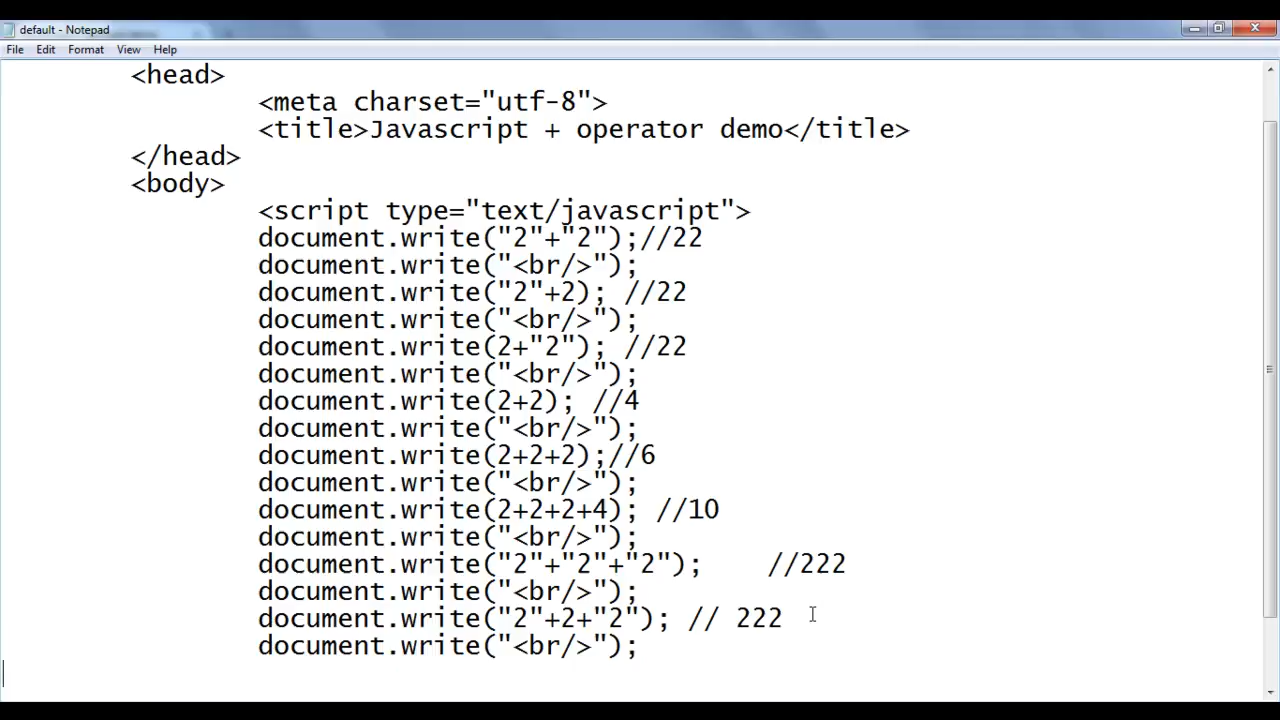 default - Notepad
File Edit Format View Help
<head>
<meta charset="utf-8">
<title>Javascript + operator demo</title>
</head>
<body>
<script type="text/javascript">
document.write("2"+"2");//22
document.write("<br/>");
document.write("2"+2); //22
document.write("<br/>");
document.write(2+"2"); //22
document.write("<br/>");
document.write(2+2); //4
document.write("<br/>");
document.write(2+2+2);//6
document.write("<br/>");
document.write(2+2+2+4); //10
document.write("<br/>");
document.write("2"+"2"+"2"); //222
document.write("<br/>");
document.write("2"+2+"2"); // 222
document.write("<br/>");